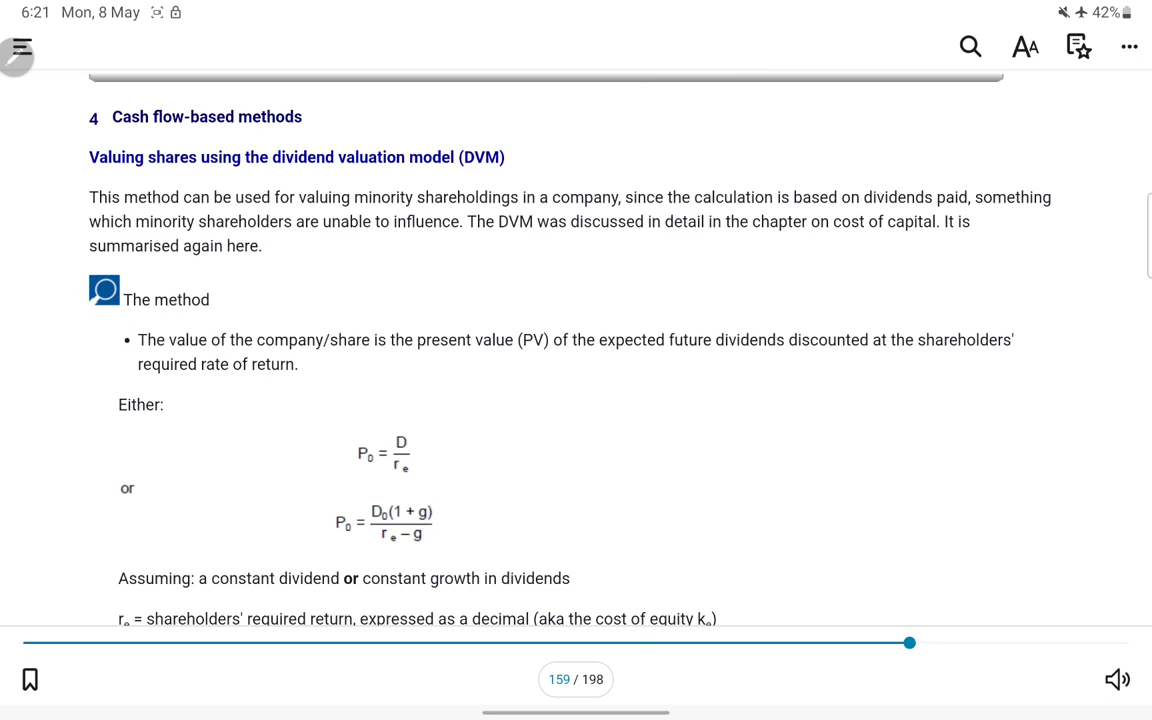 6:21 Mon, 8 May
42%
AA
4 Cash flow-based methods
Valuing shares using the dividend valuation model (DVM)
This method can be used for valuing minority shareholdings in a company, since the calculation is based on dividends paid, something
which minority shareholders are unable to influence. The DVM was discussed in detail in the chapter on cost of capital. It is
summarised again here.
The method
• The value of the company/share is the present value (PV) of the expected future dividends discounted at the shareholders'
required rate of return.
Either:
P₀ = D / rₑ
or
P₀ = D₀(1 + g) / rₑ – g
Assuming: a constant dividend or constant growth in dividends
rₑ = shareholders' required return, expressed as a decimal (aka the cost of equity kₑ)
159 / 198